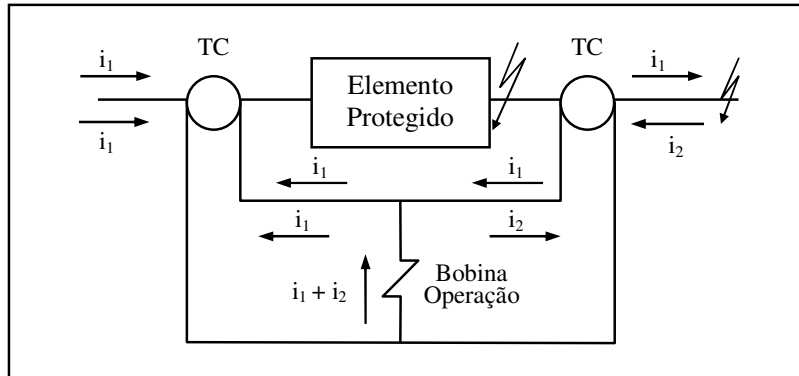 TC
TC
i1
i1
Elemento
Protegido
i1
i2
i1
i1
i1
i2
i1 + i2
Bobina
Operação